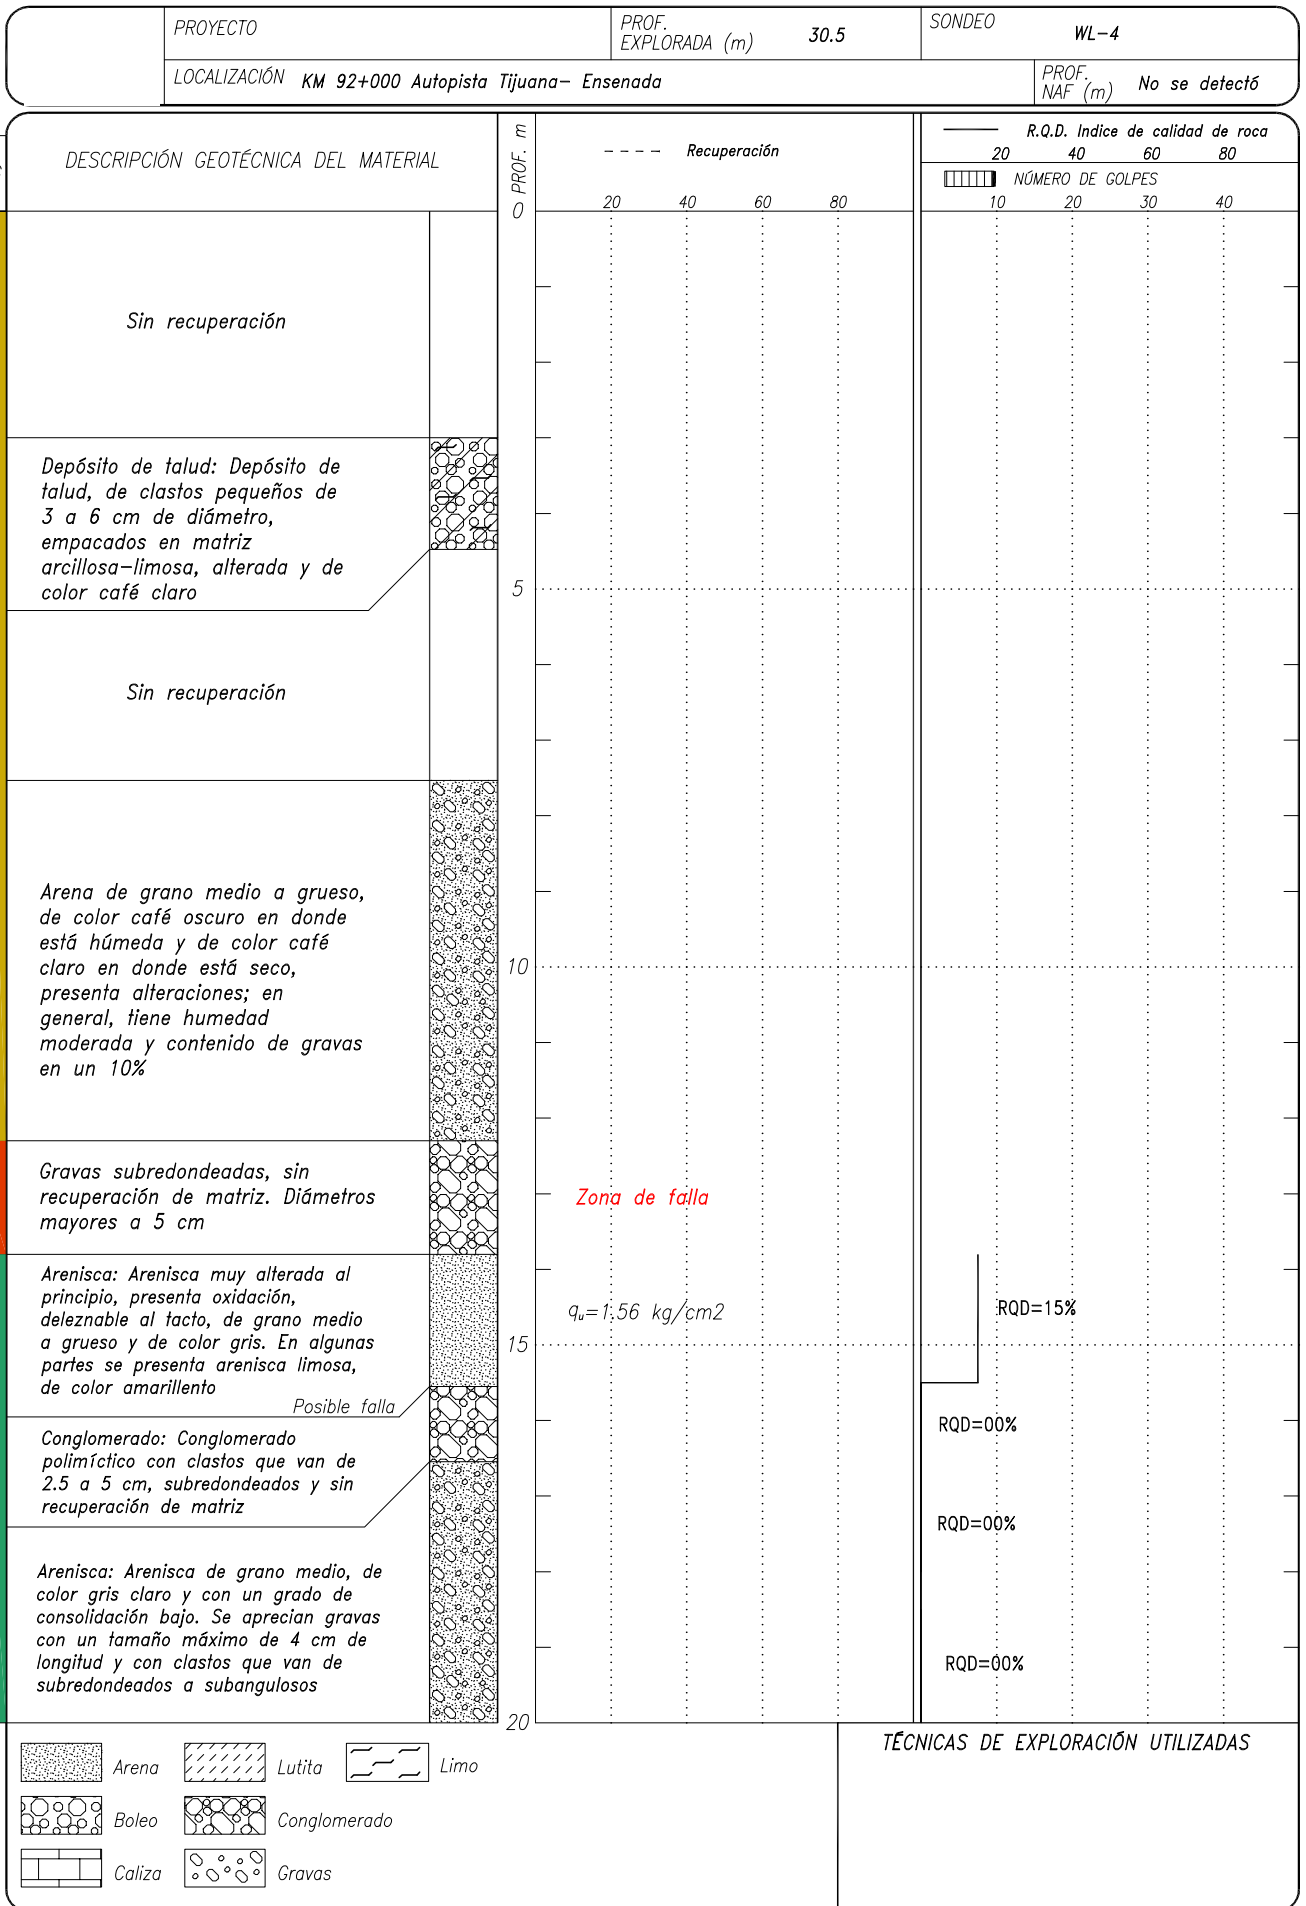 PROYECTO
PROF.
EXPLORADA (m)
30.5
SONDEO
WL-4
LOCALIZACIÓN KM 92+000 Autopista Tijuana- Ensenada
PROF.
NAF (m)
No se detectó
DESCRIPCIÓN GEOTÉCNICA DEL MATERIAL
PROF. m
Recuperación
20 40 60 80
R.Q.D. Indice de calidad de roca
20 40 60 80
NÚMERO DE GOLPES
10 20 30 40
0
Sin recuperación
Depósito de talud: Depósito de
talud, de clastos pequeños de
3 a 6 cm de diámetro,
empacados en matriz
arcillosa-limosa, alterada y de
color café claro
5
Sin recuperación
Arena de grano medio a grueso,
de color café oscuro en donde
está húmeda y de color café
claro en donde está seco,
presenta alteraciones; en
general, tiene humedad
moderada y contenido de gravas
en un 10%
10
Gravas subredondeadas, sin
recuperación de matriz. Diámetros
mayores a 5 cm
Zona de falla
Arenisca: Arenisca muy alterada al
principio, presenta oxidación,
deleznable al tacto, de grano medio
a grueso y de color gris. En algunas
partes se presenta arenisca limosa,
de color amarillento
Posible falla
qu=1.56 kg/cm2
RQD=15%
15
Conglomerado: Conglomerado
polimíctico con clastos que van de
2.5 a 5 cm, subredondeados y sin
recuperación de matriz
RQD=00%
RQD=00%
Arenisca: Arenisca de grano medio, de
color gris claro y con un grado de
consolidación bajo. Se aprecian gravas
con un tamaño máximo de 4 cm de
longitud y con clastos que van de
subredondeados a subangulosos
RQD=00%
20
Arena
Lutita
Limo
Boleo
Conglomerado
Caliza
Gravas
TÉCNICAS DE EXPLORACIÓN UTILIZADAS